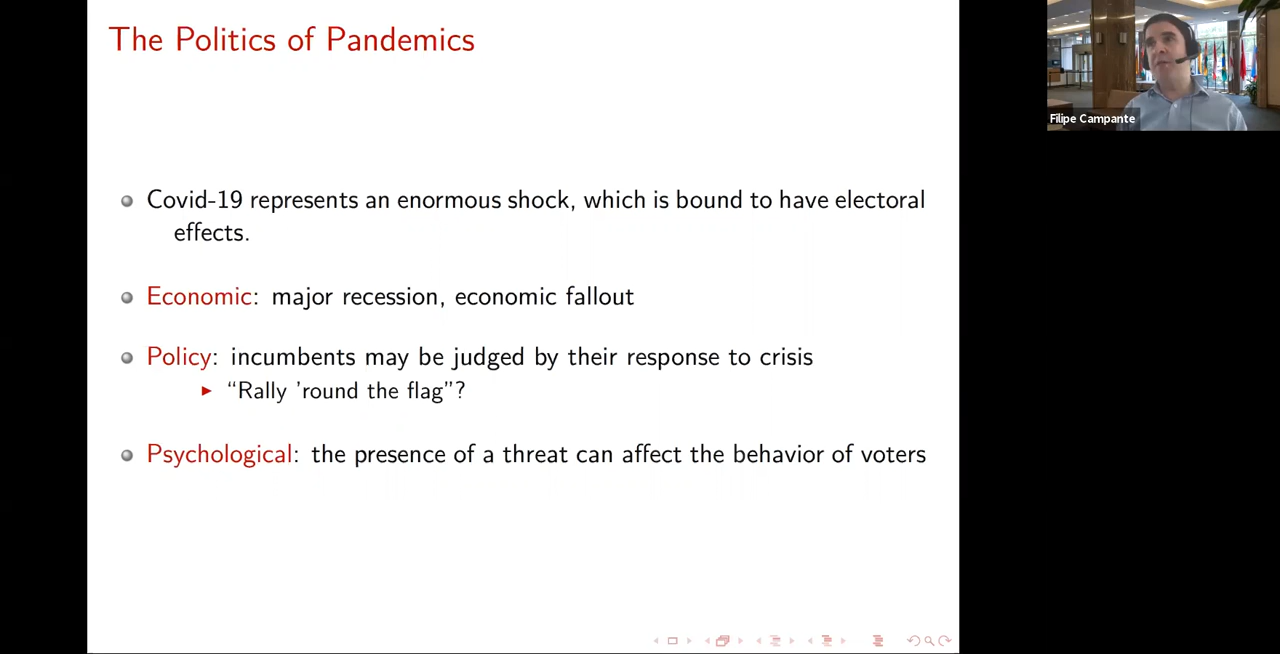 The Politics of Pandemics
Filipe Campante
Covid-19 represents an enormous shock, which is bound to have electoral
effects.
Economic: major recession, economic fallout
Policy: incumbents may be judged by their response to crisis
“Rally ’round the flag”?
Psychological: the presence of a threat can affect the behavior of voters